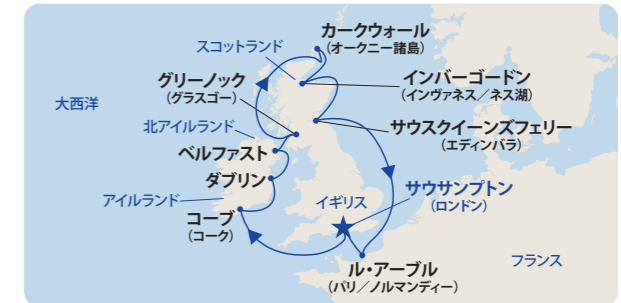 カークウォール
(オークニー諸島)
スコットランド
グリーノック
(グラスゴー)
インバーゴードン
(インヴァネス／ネス湖)
大西洋
北アイルランド
サウスクイーンズフェリー
(エディンバラ)
ベルファスト
ダブリン
アイルランド
イギリス
サウサンプトン
(ロンドン)
コーブ
(コーク)
ル・アーブル
(パリ／ノルマンディー)
フランス